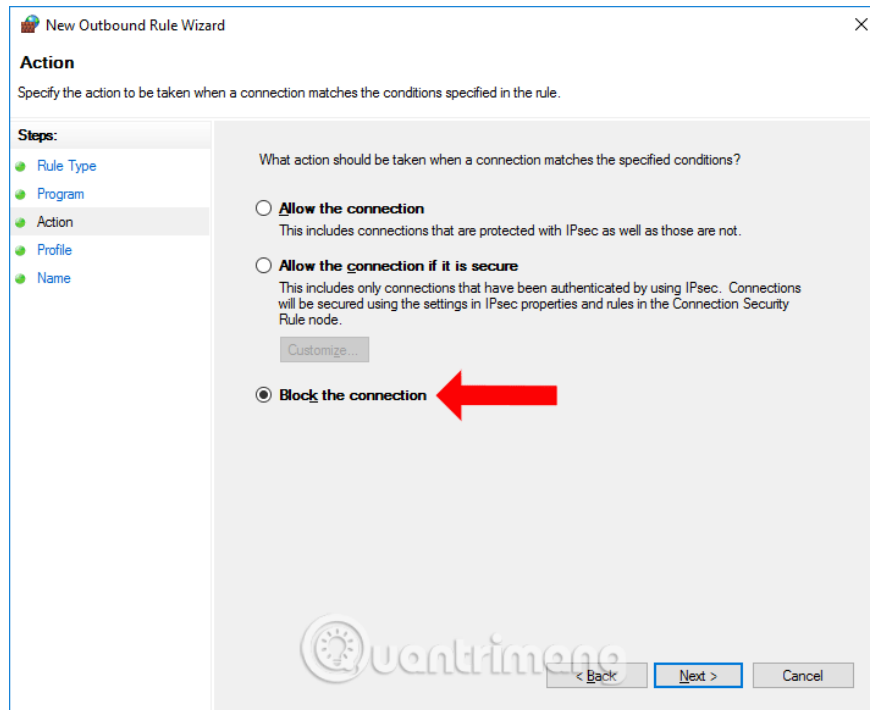 New Outbound Rule Wizard
Action
Specify the action to be taken when a connection matches the conditions specified in the rule.
Steps:
Rule Type
Program
Action
Profile
Name
What action should be taken when a connection matches the specified conditions?
Allow the connection
This includes connections that are protected with IPsec as well as those are not.
Allow the connection if it is secure
This includes only connections that have been authenticated by using IPsec. Connections
will be secured using the settings in IPsec properties and rules in the Connection Security
Rule node.
Customize...
Block the connection
Quantrimang
< Back
Next >
Cancel